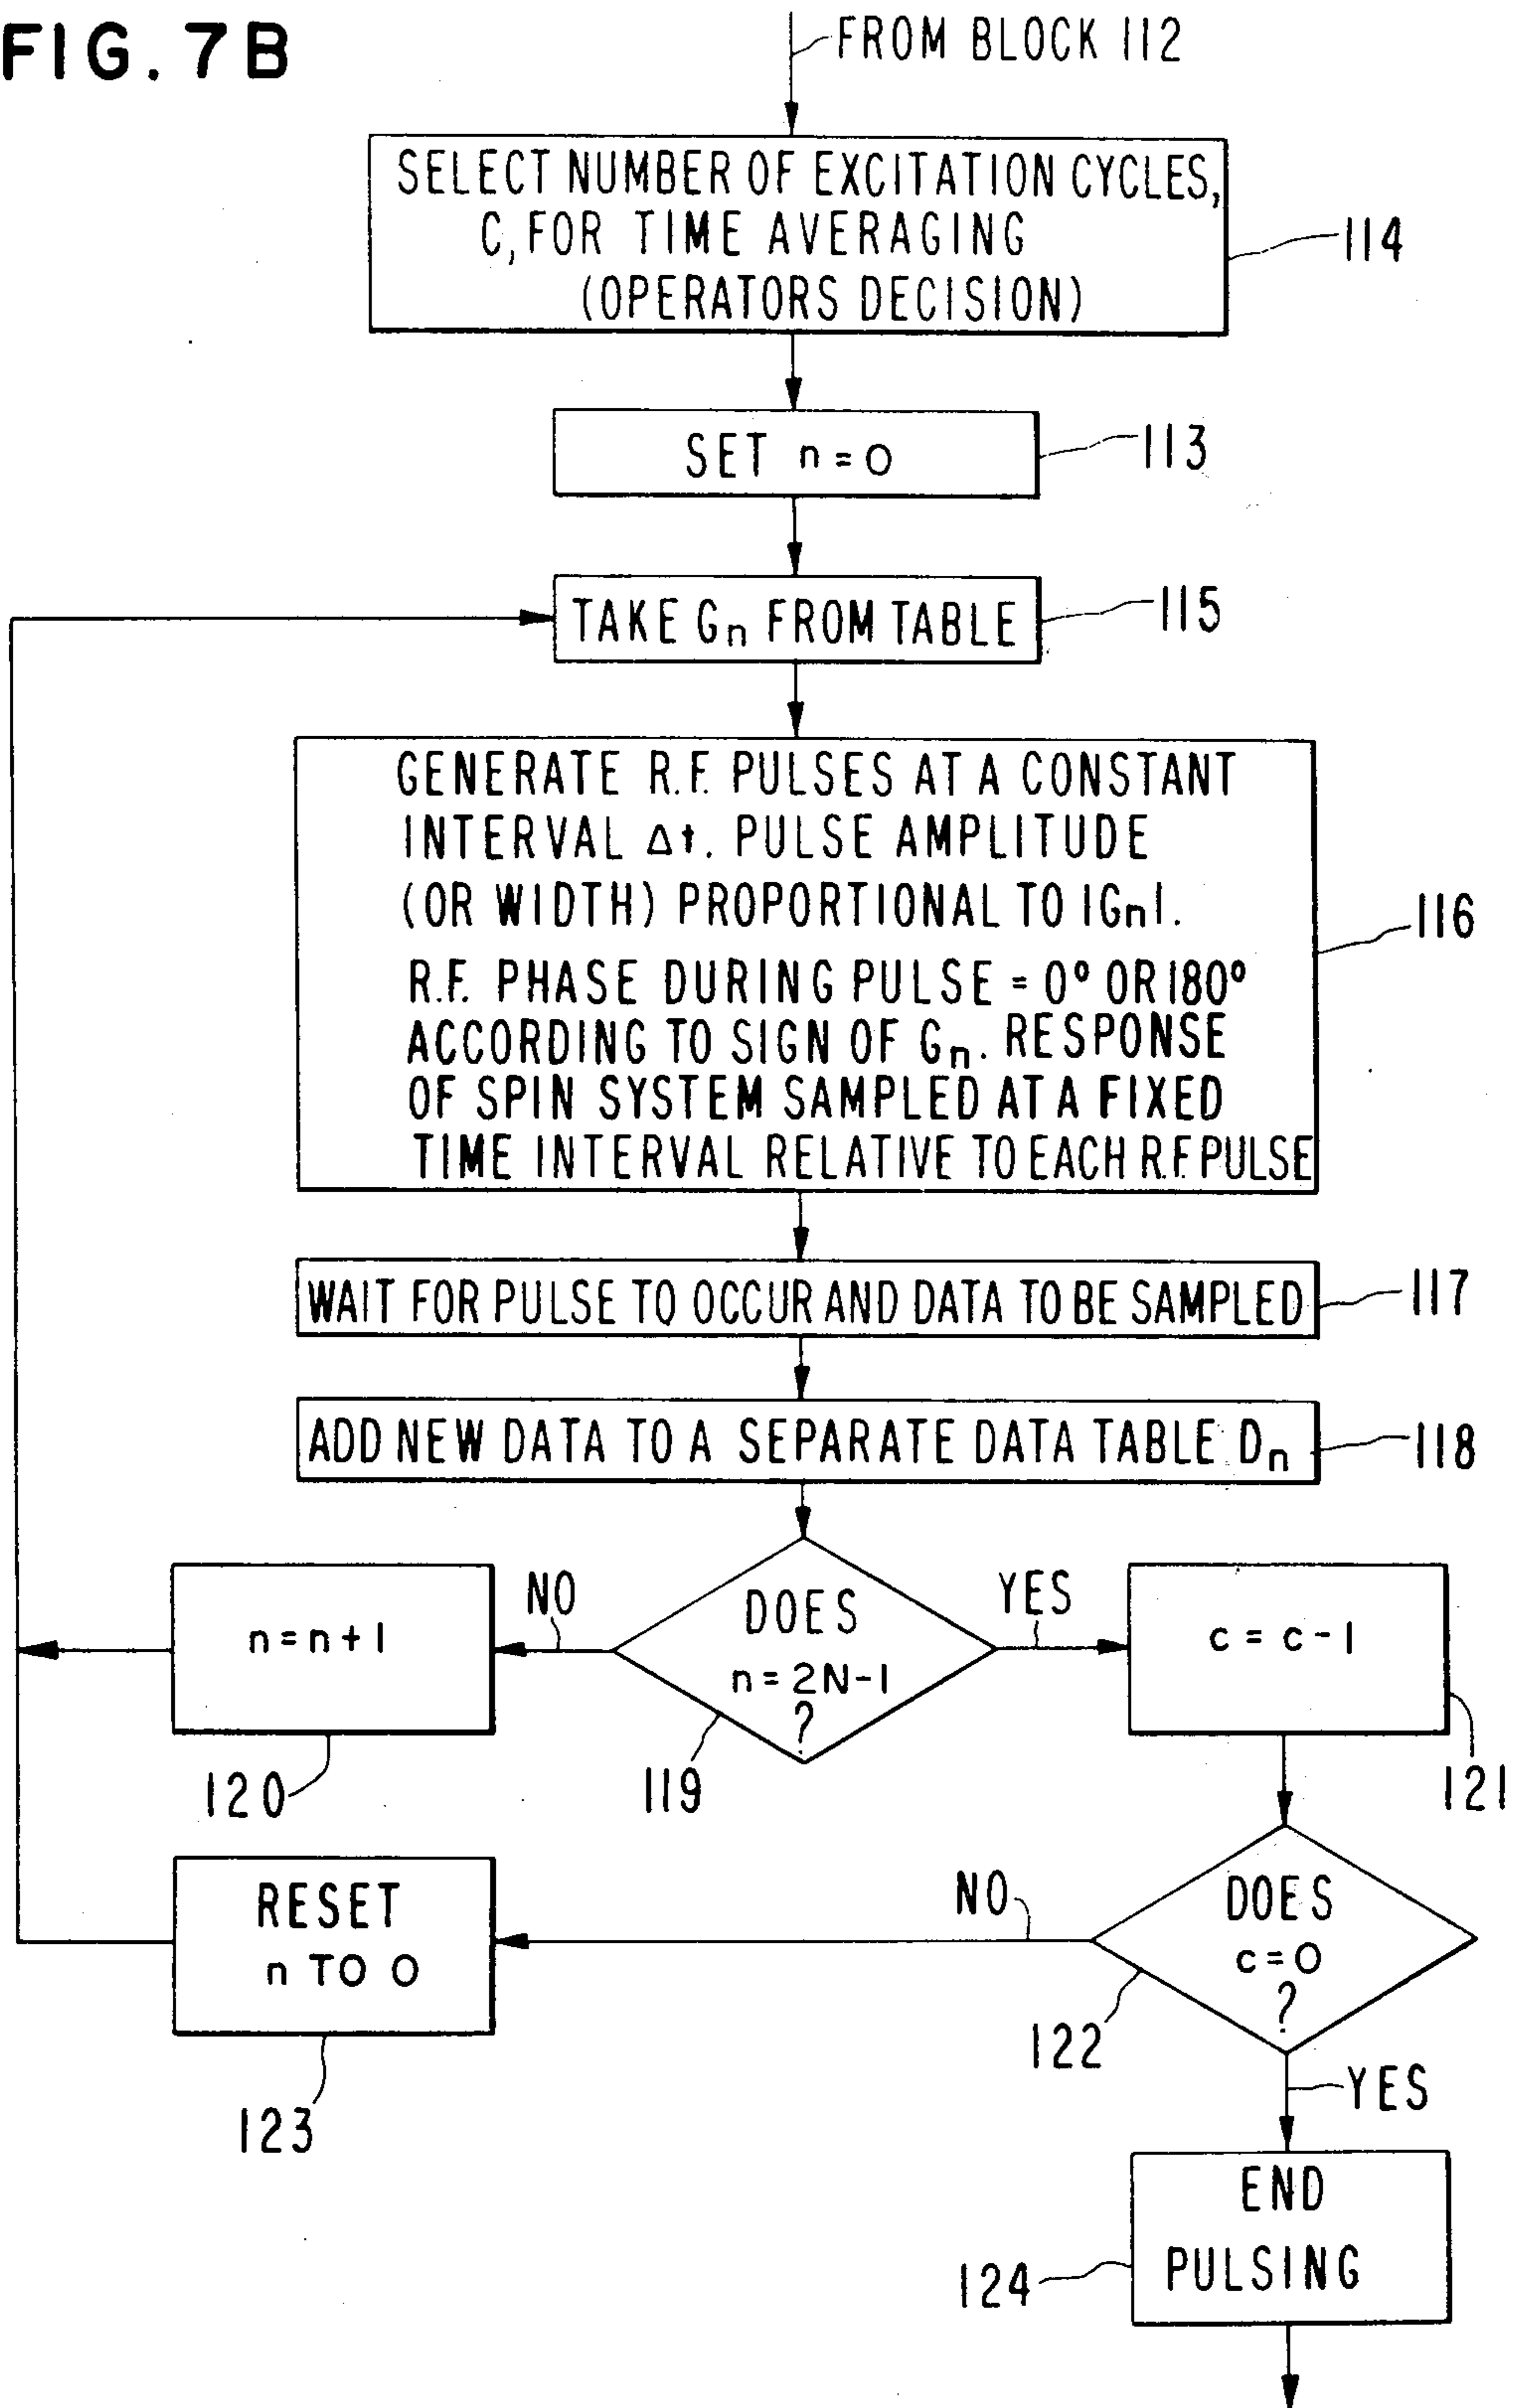 FIG. 7B
FROM BLOCK 112
SELECT NUMBER OF EXCITATION CYCLES,
C, FOR TIME AVERAGING
(OPERATORS DECISION)
114
SET n = 0
113
TAKE Gn FROM TABLE
115
GENERATE R.F. PULSES AT A CONSTANT
INTERVAL Δt. PULSE AMPLITUDE
(OR WIDTH) PROPORTIONAL TO |Gn|.
R.F. PHASE DURING PULSE = 0° OR 180°
ACCORDING TO SIGN OF Gn. RESPONSE
OF SPIN SYSTEM SAMPLED AT A FIXED
TIME INTERVAL RELATIVE TO EACH R.F. PULSE
116
WAIT FOR PULSE TO OCCUR AND DATA TO BE SAMPLED
117
ADD NEW DATA TO A SEPARATE DATA TABLE Dn
118
n = n + 1
120
NO
DOES
n = 2N-1
?
119
YES
c = c - 1
121
RESET
n TO 0
123
NO
DOES
c = 0
?
122
YES
END
PULSING
124